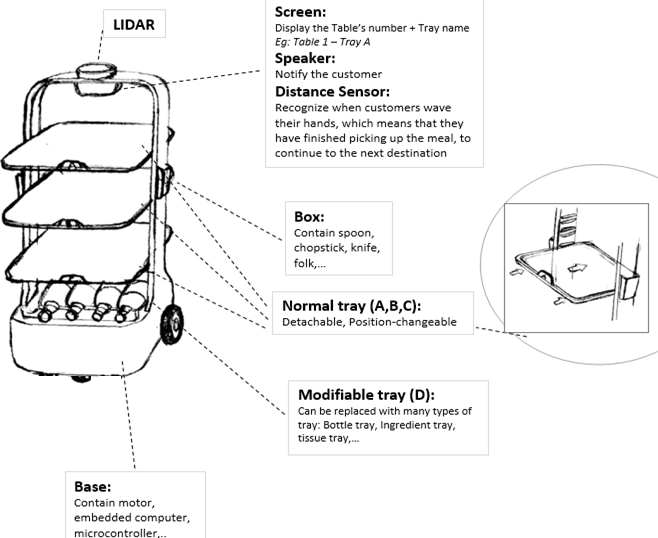 LIDAR
Screen:
Display the Table's number + Tray name
Eg: Table 1 – Tray A
Speaker:
Notify the customer
Distance Sensor:
Recognize when customers wave
their hands, which means that they
have finished picking up the meal, to
continue to the next destination
Box:
Contain spoon,
chopstick, knife,
folk,...
Normal tray (A,B,C):
Detachable, Position-changeable
Modifiable tray (D):
Can be replaced with many types of
tray: Bottle tray, Ingredient tray,
tissue tray,...
Base:
Contain motor,
embedded computer,
microcontroller,..